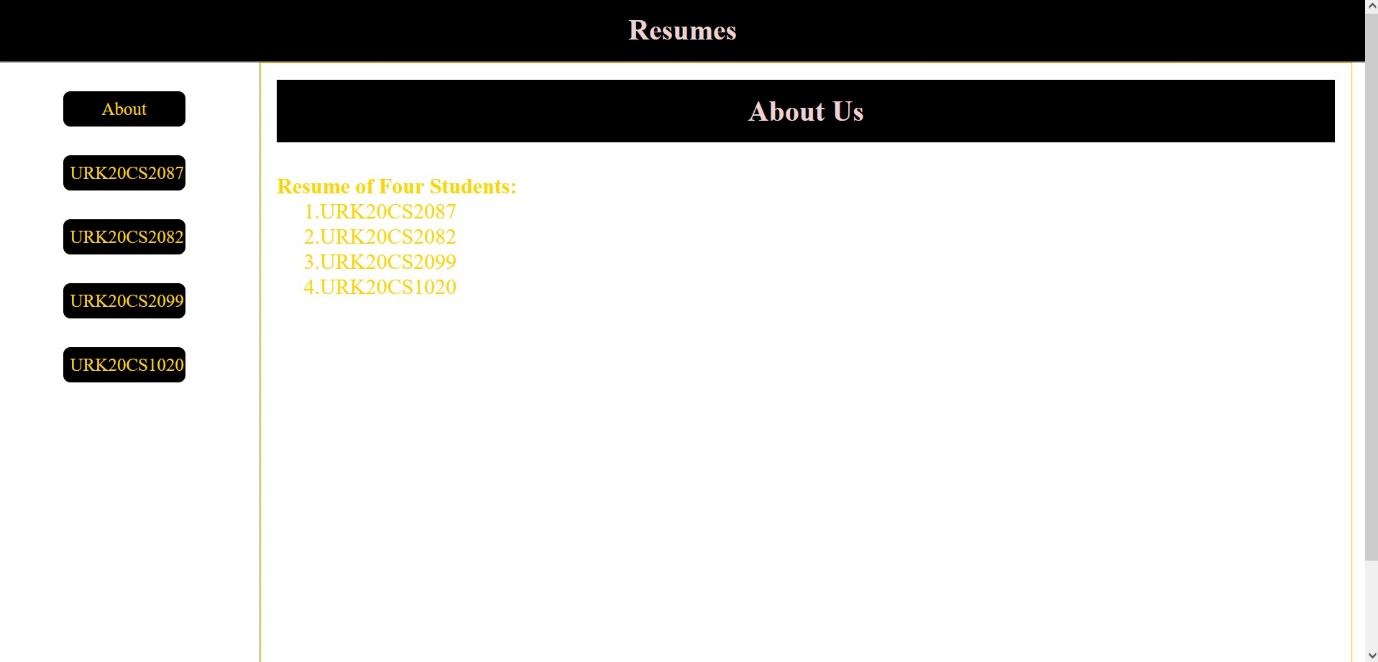 Resumes
About
URK20CS2087
URK20CS2082
URK20CS2099
URK20CS1020
About Us
Resume of Four Students:
1.URK20CS2087
2.URK20CS2082
3.URK20CS2099
4.URK20CS1020